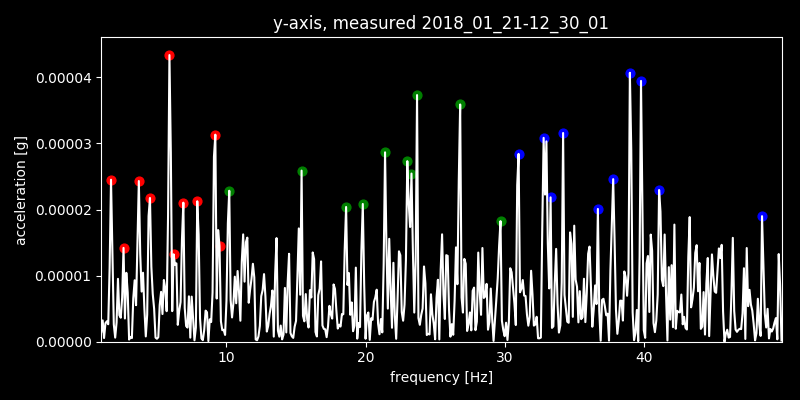 y-axis, measured 2018_01_21-12_30_01
acceleration [g]
0.00004
0.00003
0.00002
0.00001
0.00000
10 20 30 40
frequency [Hz]